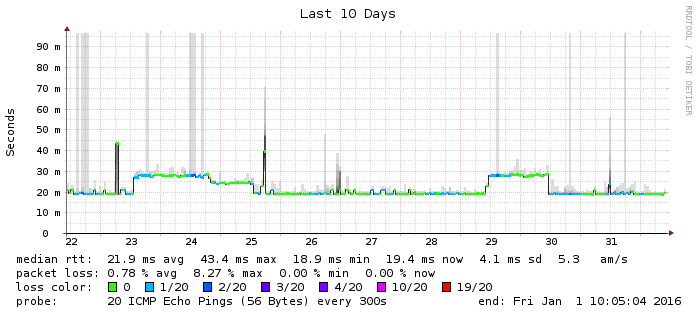 Last 10 Days
RRDTOOL / TOBI OETIKER
Seconds
90 m
80 m
70 m
60 m
50 m
40 m
30 m
20 m
10 m
0
22 23 24 25 26 27 28 29 30 31
median rtt: 21.9 ms avg 43.4 ms max 18.9 ms min 19.4 ms now 4.1 ms sd 5.3 am/s
packet loss: 0.78 % avg 8.27 % max 0.00 % min 0.00 % now
loss color: 0 1/20 2/20 3/20 4/20 10/20 19/20
probe: 20 ICMP Echo Pings (56 Bytes) every 300s end: Fri Jan 1 10:05:04 2016